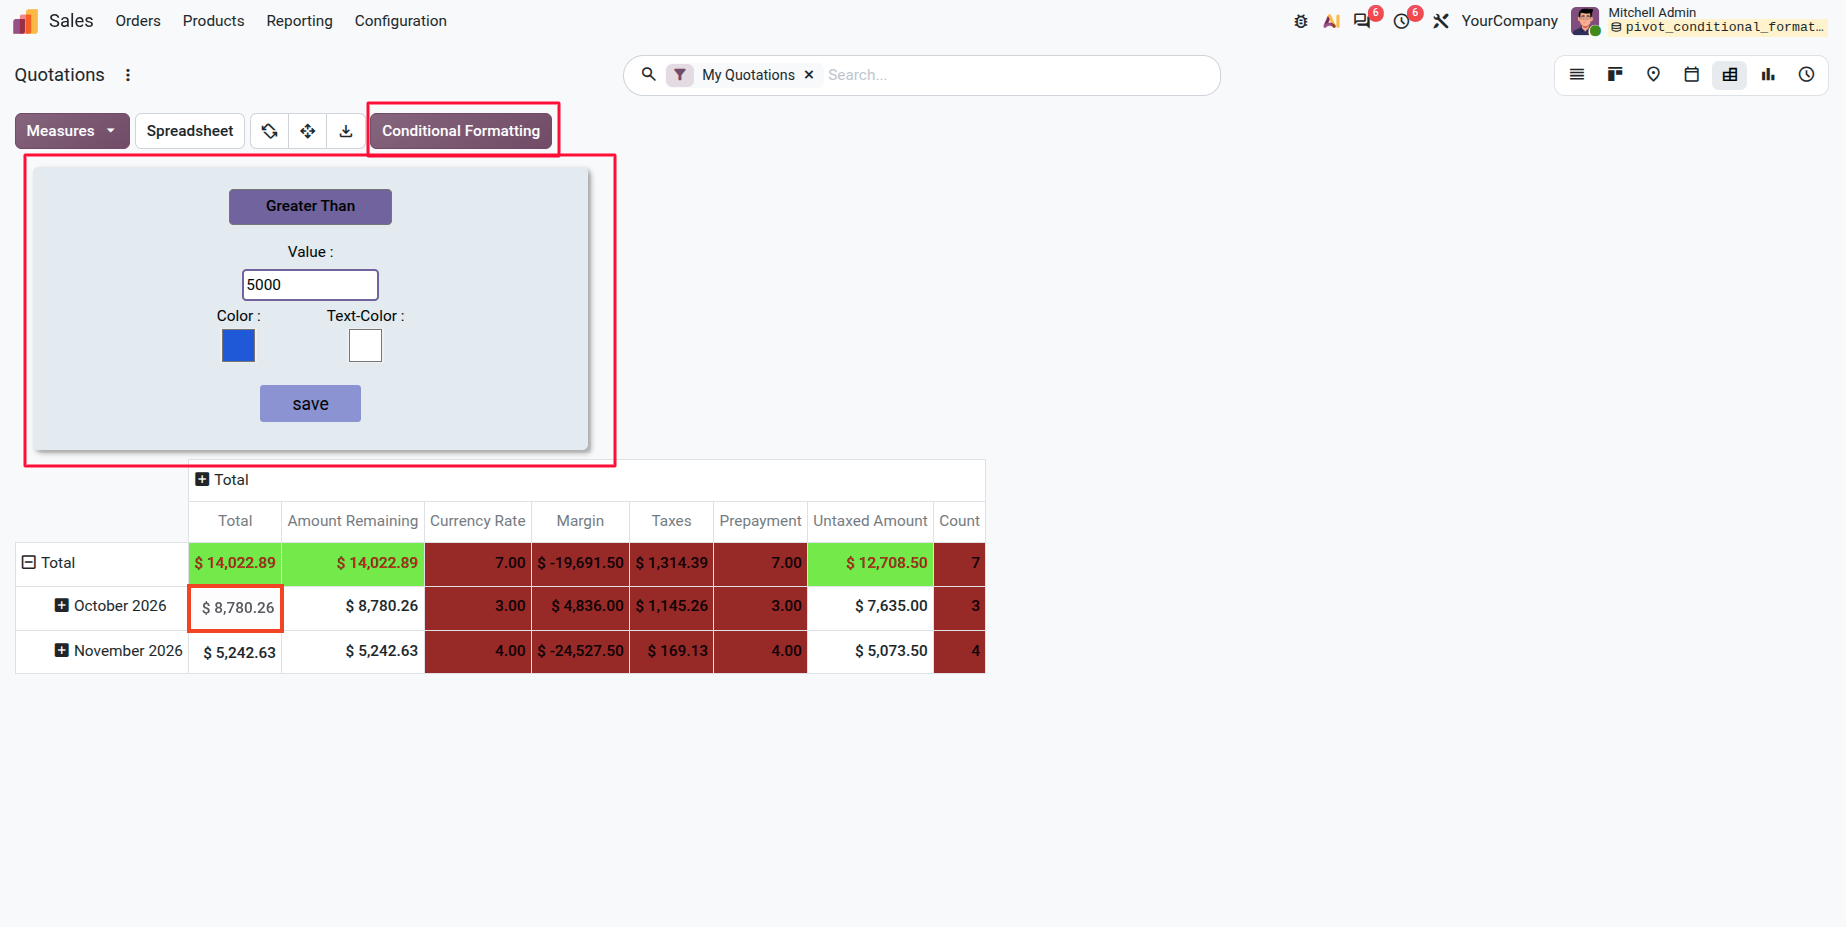 Sales Orders Products Reporting Configuration
AI 6 6 YourCompany Mitchell Admin
pivot_conditional_format…
Quotations My Quotations Search...
Measures Spreadsheet Conditional Formatting
Greater Than
Value :
5000
Color : Text-Color :
save
Total
Total Amount Remaining Currency Rate Margin Taxes Prepayment Untaxed Amount Count
Total $ 14,022.89 $ 14,022.89 7.00 $ -19,691.50 $ 1,314.39 7.00 $ 12,708.50 7
October 2026 $ 8,780.26 $ 8,780.26 3.00 $ 4,836.00 $ 1,145.26 3.00 $ 7,635.00 3
November 2026 $ 5,242.63 $ 5,242.63 4.00 $ -24,527.50 $ 169.13 4.00 $ 5,073.50 4